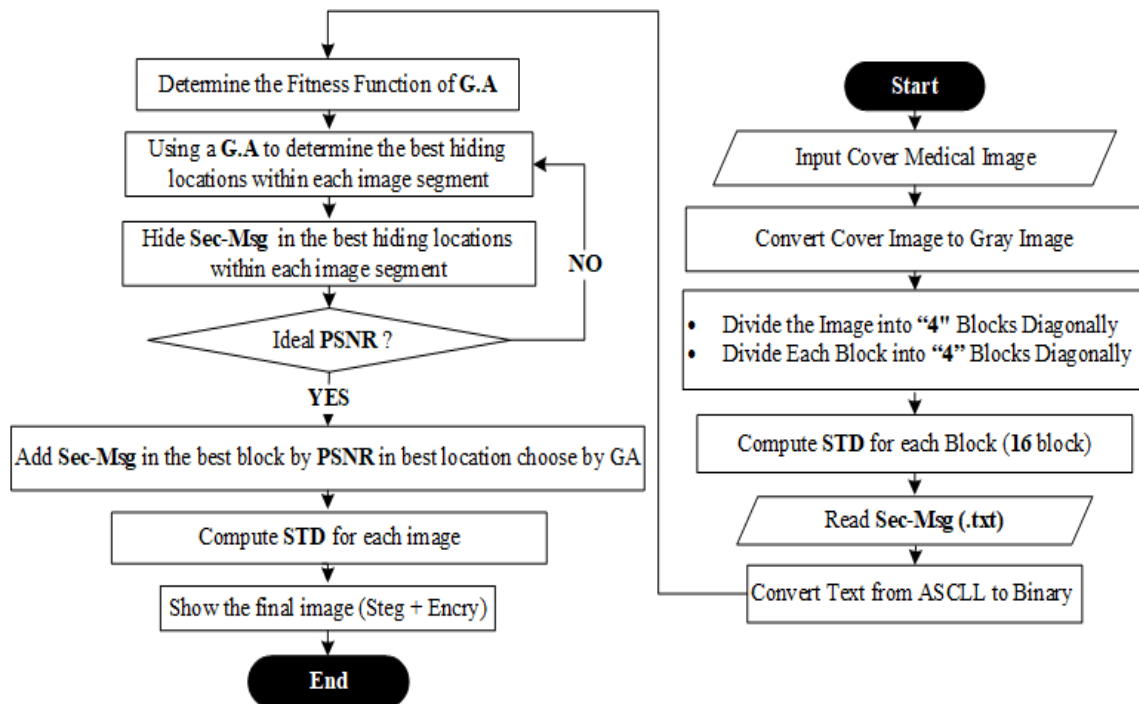 Start
Input Cover Medical Image
Convert Cover Image to Gray Image
• Divide the Image into “4" Blocks Diagonally
• Divide Each Block into “4” Blocks Diagonally
Compute STD for each Block (16 block)
Read Sec-Msg (.txt)
Convert Text from ASCLL to Binary
Determine the Fitness Function of G.A
Using a G.A to determine the best hiding
locations within each image segment
Hide Sec-Msg in the best hiding locations
within each image segment
NO
Ideal PSNR ?
YES
Add Sec-Msg in the best block by PSNR in best location choose by GA
Compute STD for each image
Show the final image (Steg + Encry)
End